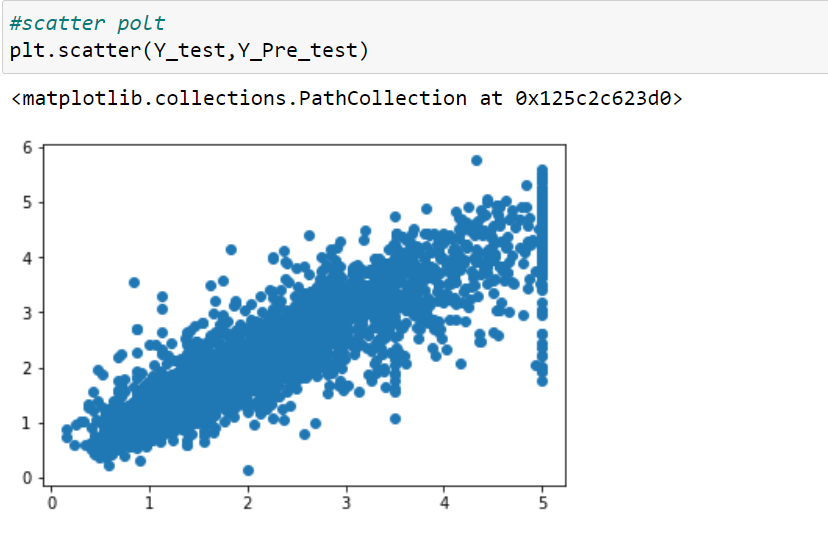 #scatter polt
plt.scatter(Y_test,Y_Pre_test)
<matplotlib.collections.PathCollection at 0x125c2c623d0>
6
5
4
3
2
1
0
0 1 2 3 4 5